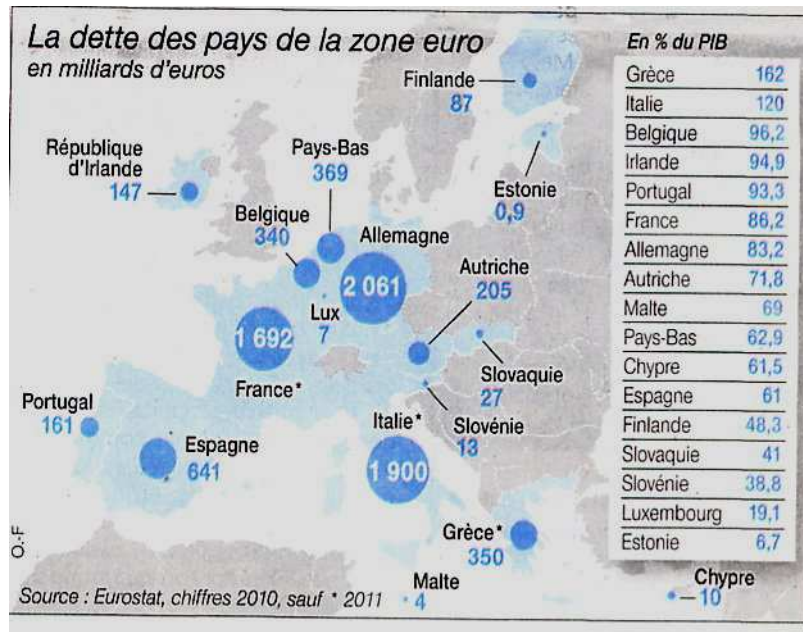 La dette des pays de la zone euro
en milliards d'euros
Finlande
87
République
d'Irlande
147
Pays-Bas
369
Estonie
0,9
Belgique
340
Allemagne
2 061
Autriche
205
Lux
7
1 692
France*
Slovaquie
27
Portugal
161
Italie*
1 900
Slovénie
13
Espagne
641
Grèce*
350
Malte
4
Chypre
10
O.-F
Source : Eurostat, chiffres 2010, sauf * 2011
En % du PIB
Grèce 162
Italie 120
Belgique 96,2
Irlande 94,9
Portugal 93,3
France 86,2
Allemagne 83,2
Autriche 71,8
Malte 69
Pays-Bas 62,9
Chypre 61,5
Espagne 61
Finlande 48,3
Slovaquie 41
Slovénie 38,8
Luxembourg 19,1
Estonie 6,7